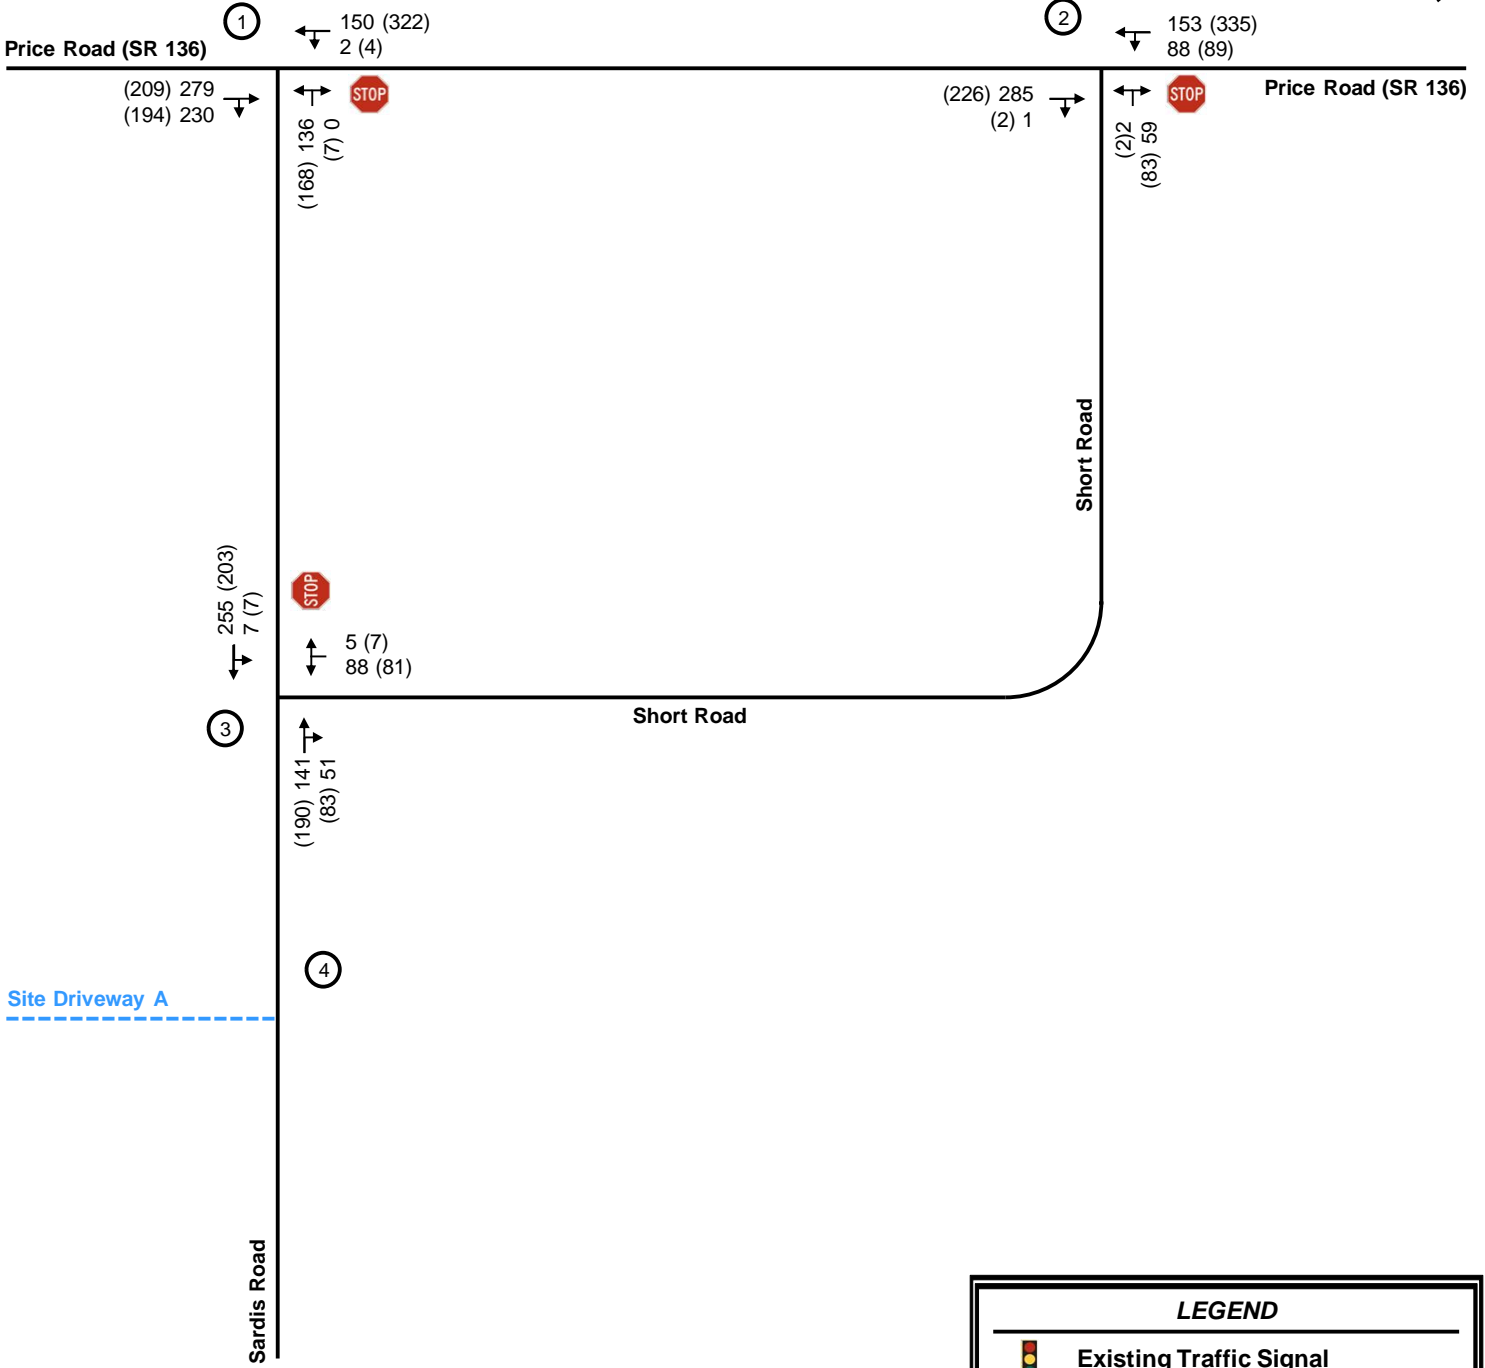 1
150 (322)
2 (4)
2
153 (335)
88 (89)
Price Road (SR 136)
(209) 279
(194) 230
STOP
(168) 136
(7) 0
(226) 285
(2) 1
STOP
(2)2
(83) 59
Price Road (SR 136)
Short Road
255 (203)
7 (7)
STOP
5 (7)
88 (81)
Short Road
3
(190) 141
(83) 51
4
Site Driveway A
Sardis Road
LEGEND
Existing Traffic Signal